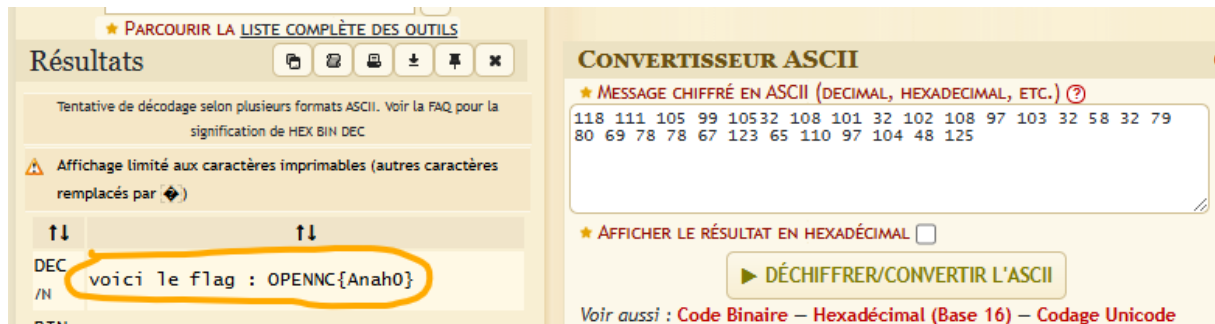 ★ PARCOURIR LA LISTE COMPLÈTE DES OUTILS
Résultats
Tentative de décodage selon plusieurs formats ASCII. Voir la FAQ pour la
signification de HEX BIN DEC
Affichage limité aux caractères imprimables (autres caractères
remplacés par �)
↑↓ ↑↓
DEC
/N
voici le flag : OPENNC{Anah0}
CONVERTISSEUR ASCII
★ MESSAGE CHIFFRÉ EN ASCII (DECIMAL, HEXADECIMAL, ETC.) ?
118 111 105 99 10532 108 101 32 102 108 97 103 32 58 32 79
80 69 78 78 67 123 65 110 97 104 48 125
★ AFFICHER LE RÉSULTAT EN HEXADÉCIMAL
▶ DÉCHIFFRER/CONVERTIR L'ASCII
Voir aussi : Code Binaire – Hexadécimal (Base 16) – Codage Unicode